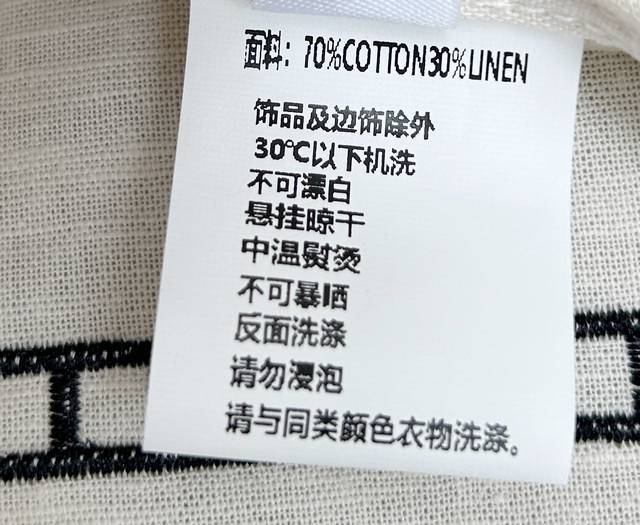 面料：70%COTTON30%LINEN
饰品及边饰除外
30℃以下机洗
不可漂白
悬挂晾干
中温熨烫
不可暴晒
反面洗涤
请勿浸泡
请与同类颜色衣物洗涤。